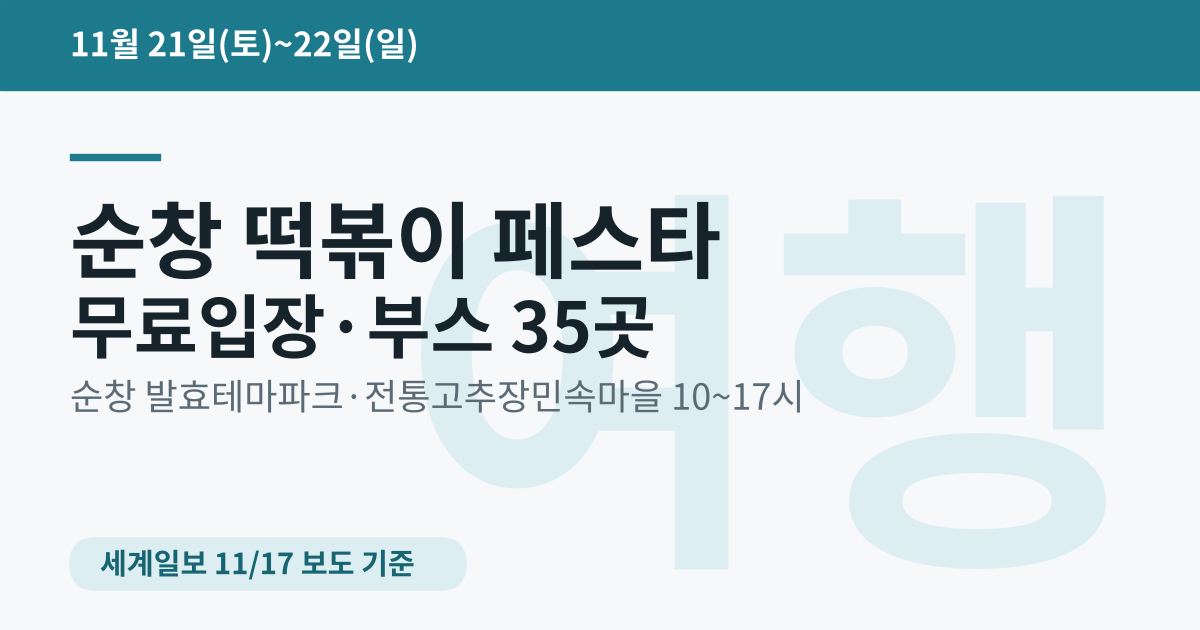 11월 21일(토)~22일(일)
순창 떡볶이 페스타
무료입장·부스 35곳
순창 발효테마파크·전통고추장민속마을 10~17시
여행
세계일보 11/17 보도 기준